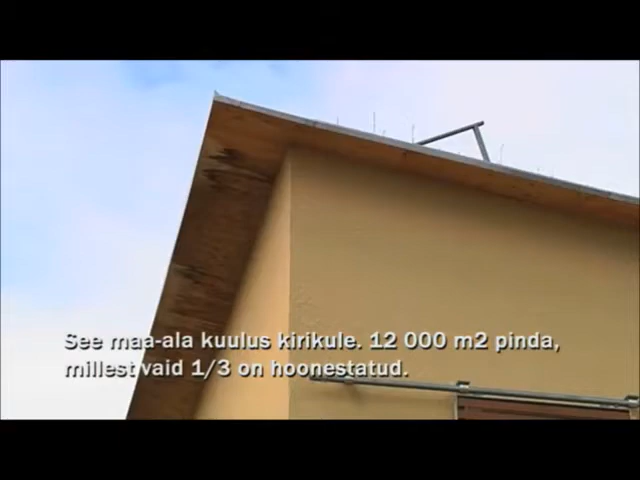 See maa-ala kuulus kirikule. 12 000 m2 pinda,
millest vaid 1/3 on hoonestatud.